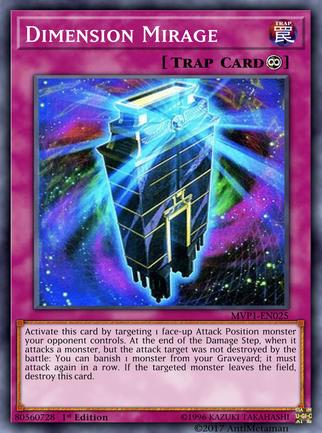 Dimension Mirage
TRAP
罠
[Trap Card]
MVP1-EN025
Activate this card by targeting 1 face-up Attack Position monster
your opponent controls. At the end of the Damage Step, when it
attacks a monster, but the attack target was not destroyed by the
battle: You can banish 1 monster from your Graveyard; it must
attack again in a row. If the targeted monster leaves the field,
destroy this card.
80560728 1st Edition ©1996 KAZUKI TAKAHASHI
©2017 AntiMetaman